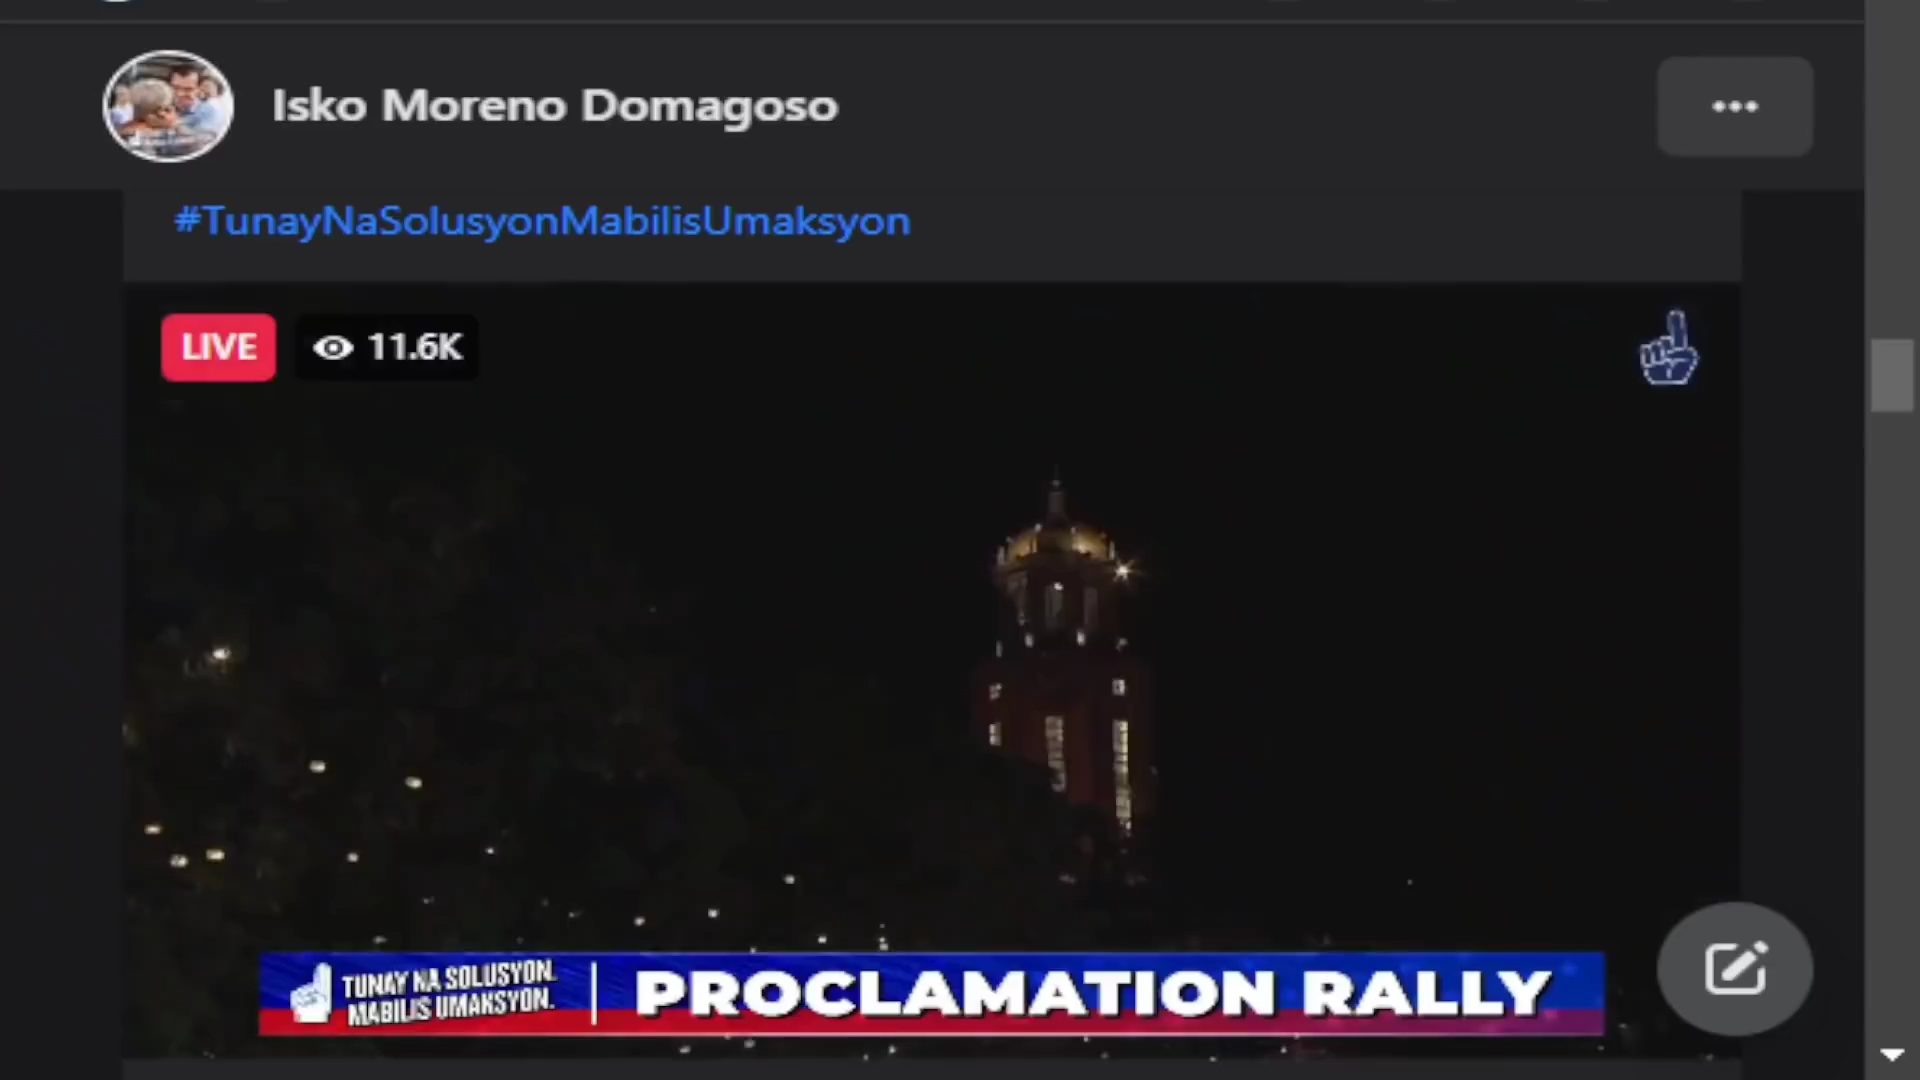 Isko Moreno Domagoso
#TunayNaSolusyonMabilisUmaksyon
LIVE
11.6K
TUNAY NA SOLUSYON.
MABILIS UMAKSYON.
PROCLAMATION RALLY